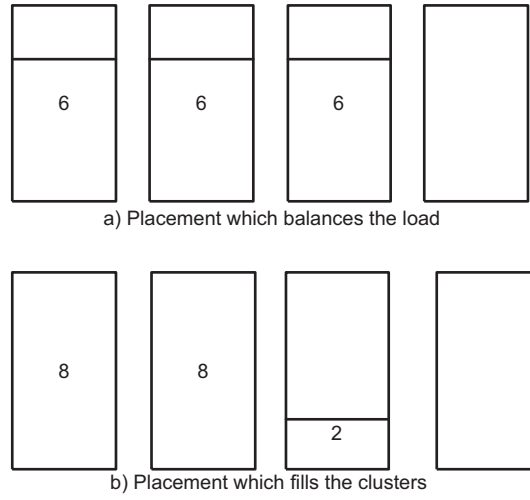 6 6 6
a) Placement which balances the load
8 8
2
b) Placement which fills the clusters